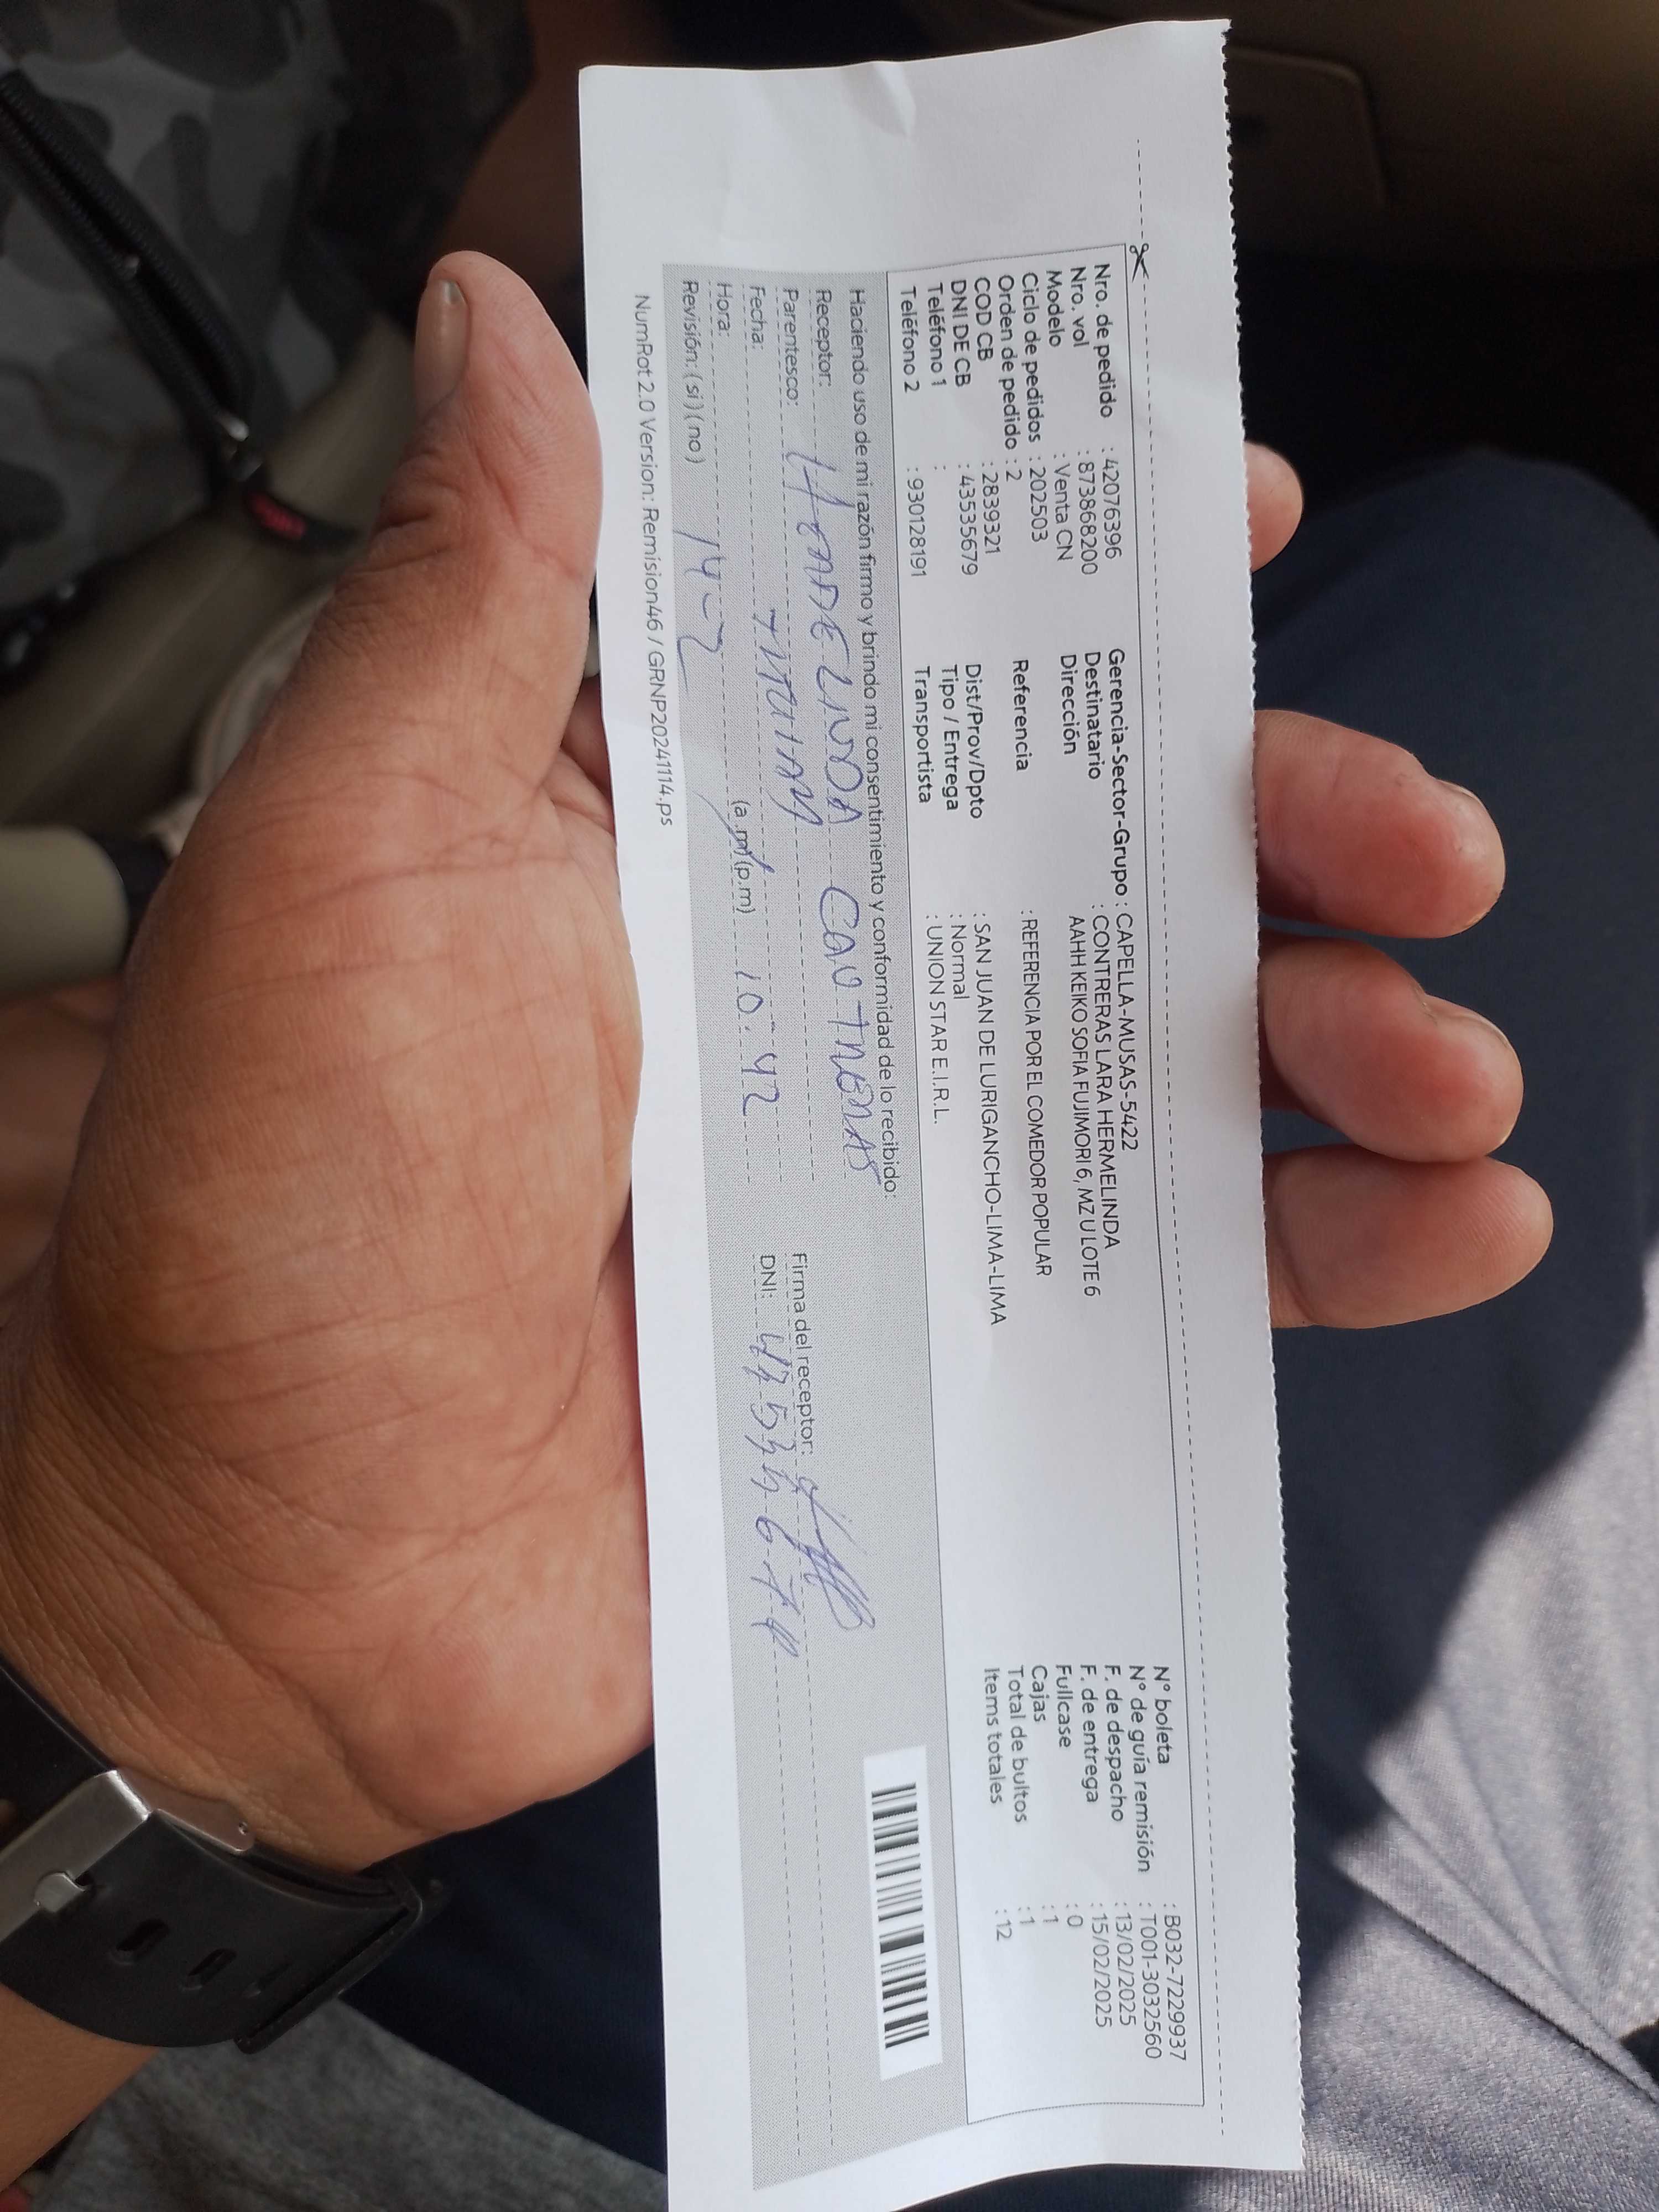 Nro. de pedido : 42076396
Nro. vol : 8738682000
Modelo : Venta CN
Ciclo de pedidos : 202503
Orden de pedido : 2
COD CB : 2839321
DNI DE CB : 43535679
Teléfono 1 :
Teléfono 2 : 930128191
Gerencia-Sector-Grupo : CAPELLA-MUSAS-5422
Destinatario : CONTRERAS LARA HERMELINDA
Dirección AAHH KEIKO SOFIA FUJIMORI 6, MZ U LOTE 6
Referencia : REFERENCIA POR EL COMEDOR POPULAR
Dist/Prov/Dpto : SAN JUAN DE LURIGANCHO-LIMA-LIMA
Tipo / Entrega : Normal
Transportista : UNION STAR E.I.R.L.
N° boleta : B032-7229937
N° de guía remisión : T001-3032560
F. de despacho : 13/02/2025
F. de entrega : 15/02/2025
Fullcase : 0
Cajas : 1
Total de bultos : 1
Items totales : 12
Haciendo uso de mi razón firmo y brindo mi consentimiento y conformidad de lo recibido:
Receptor:
Parentesco:
Fecha:
Hora: (a.m) (p.m) 10:42
Revisión: (si) (no) 14-2
Firma del receptor:
DNI:
NumRot 2.0 Version: Remision46 / GRNP20241114.ps